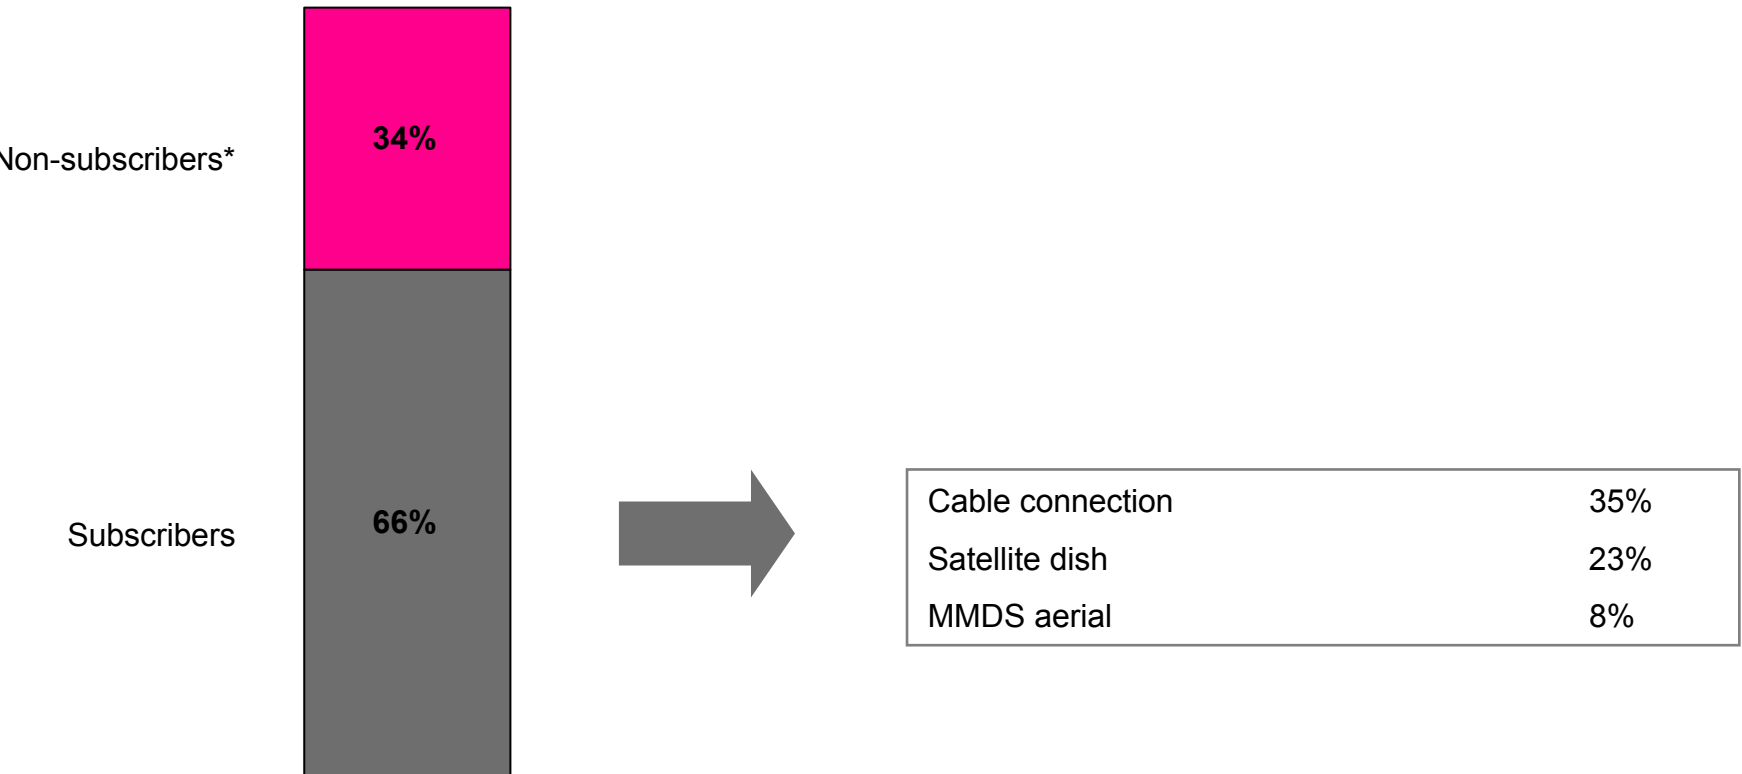 34%
Non-subscribers*
66%
Subscribers
Cable connection 35%
Satellite dish 23%
MMDS aerial 8%